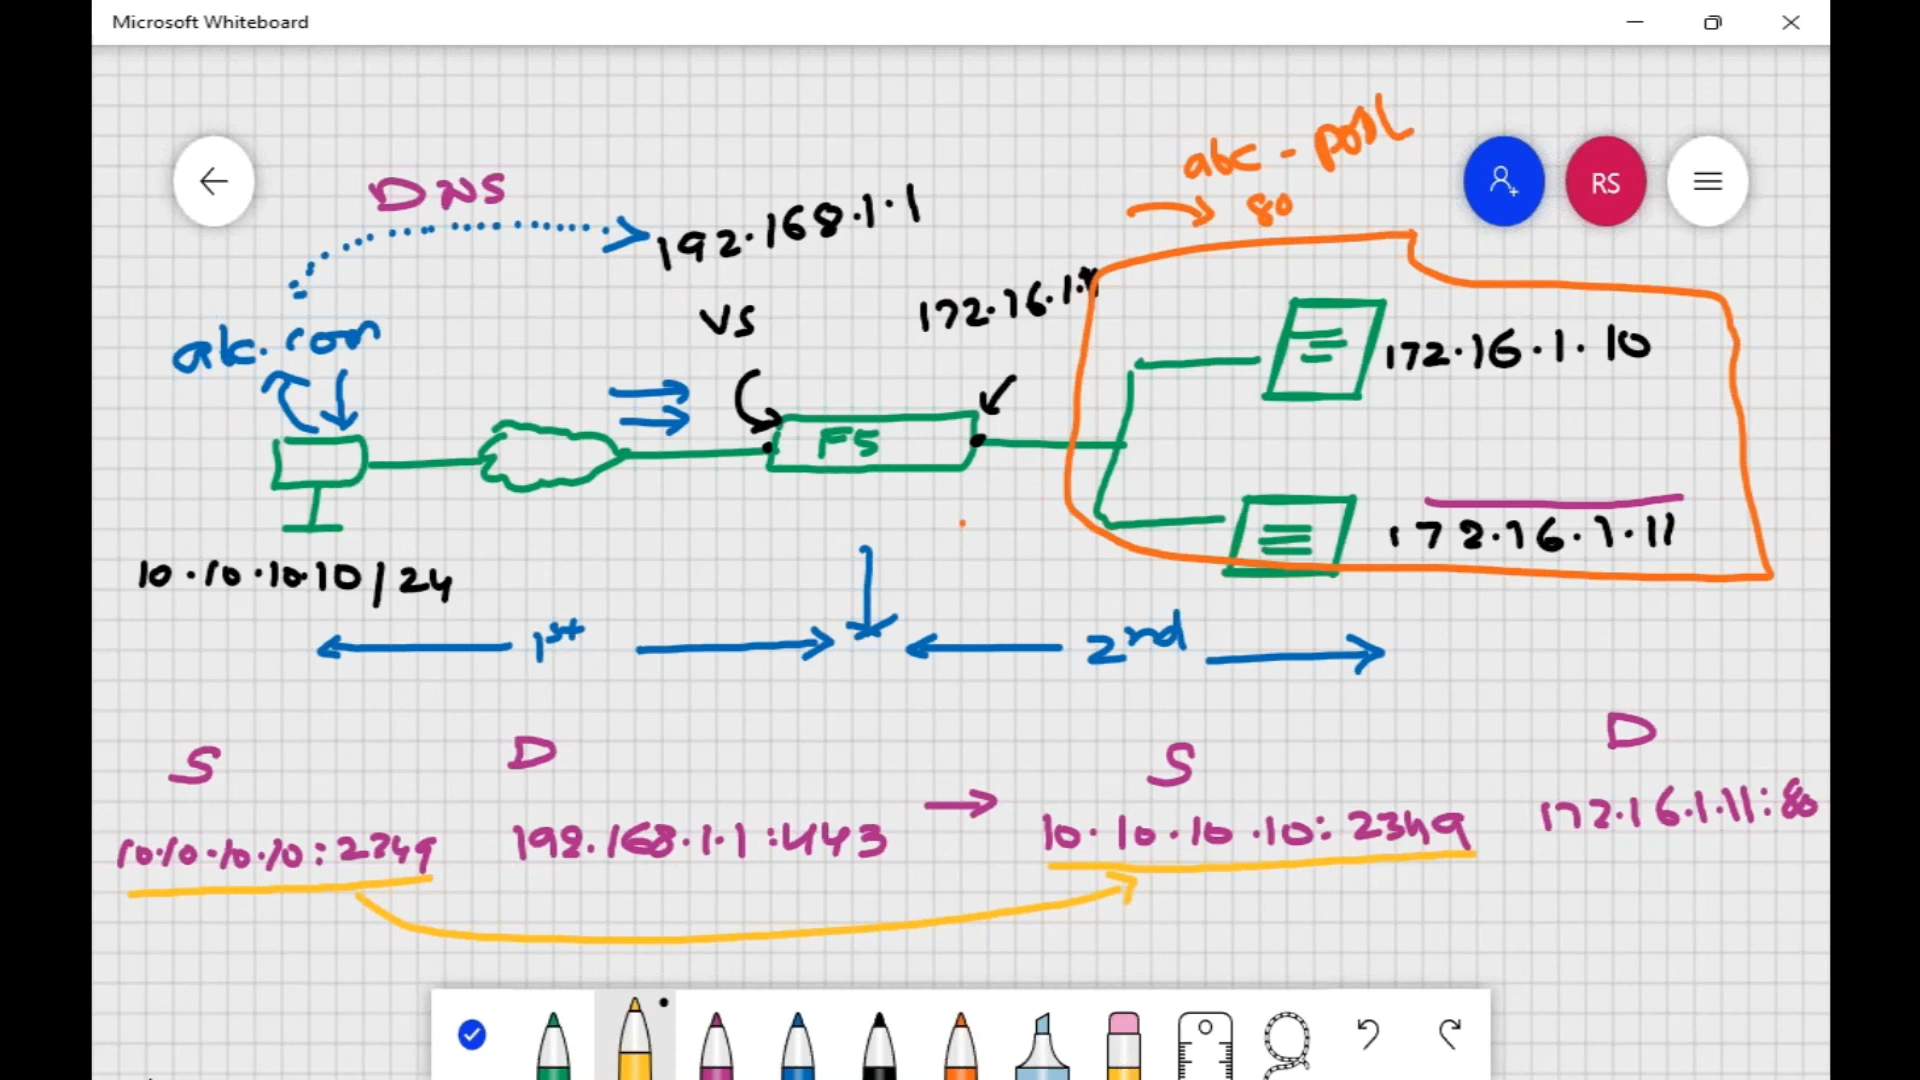 Microsoft Whiteboard
abc - pool
80
DNS
RS
192.168.1.1
VS
172.16.1.
abc.com
172.16.1.10
F5
172.16.1.11
10.10.10.10/24
1st
2nd
S
D
S
D
10.10.10.10:2349
192.168.1.1:443
10.10.10.10:2349
172.16.1.11:80